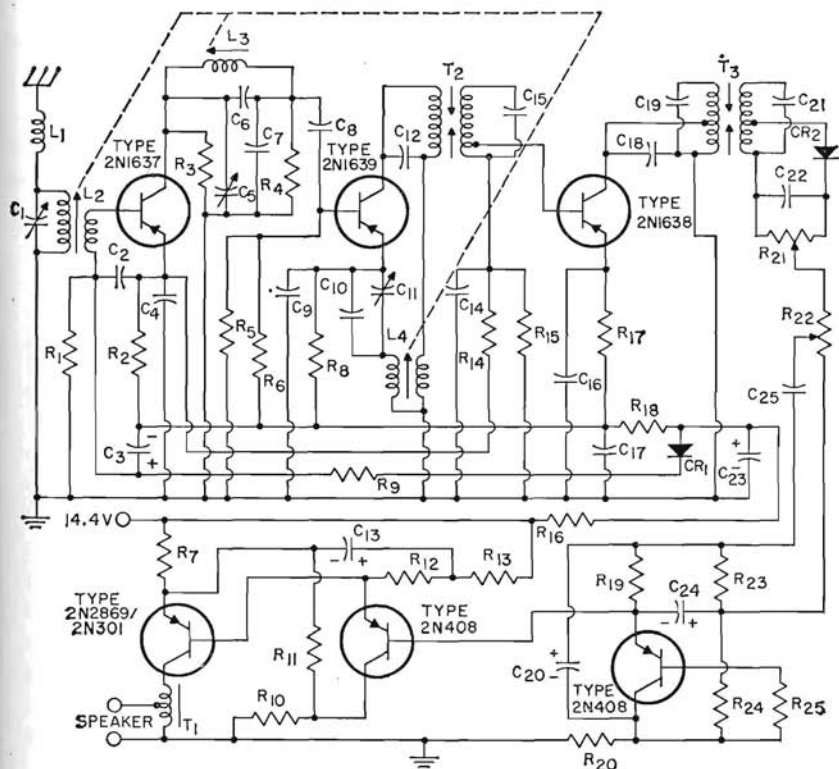 L3
T2
T3
C15
C19
C21
CR2
L1
C6
C7
C8
C12
C18
TYPE
2N1637
TYPE
2N1639
TYPE
2N1638
C22
R3
C5
R4
R21
C1
L2
C2
C4
C10
C9
C11
C14
R22
R1
R2
R5
R6
R8
L4
R14
R15
R17
C16
C25
R18
C3
- +
C17
CR1
+ -
C23
R9
14.4V
R16
R7
C13
- +
R12
R13
R19
C24
- +
R23
TYPE
2N2869/
2N301
TYPE
2N408
R11
C20
+ -
TYPE
2N408
R10
R24
R25
SPEAKER
T1
R20